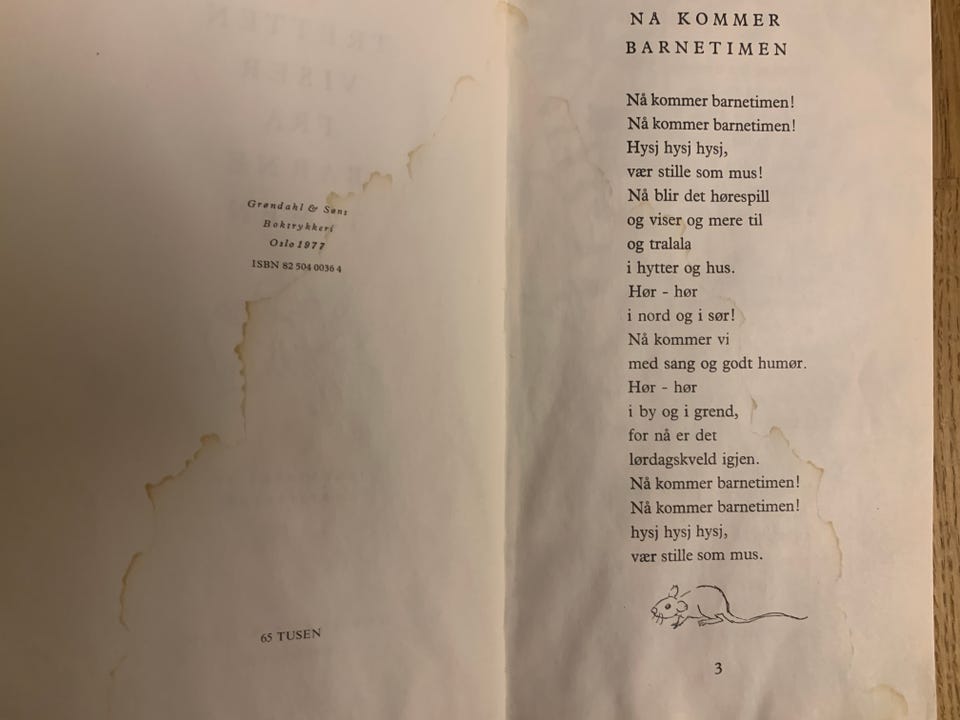 Grøndahl & Søns
Boktrykkeri
Oslo 1977
ISBN 82 504 0036 4
65 TUSEN
NÅ KOMMER
BARNETIMEN
Nå kommer barnetimen!
Nå kommer barnetimen!
Hysj hysj hysj,
vær stille som mus!
Nå blir det hørespill
og viser og mere til
og tralala
i hytter og hus.
Hør - hør
i nord og i sør!
Nå kommer vi
med sang og godt humør.
Hør - hør
i by og i grend,
for nå er det
lørdagskveld igjen.
Nå kommer barnetimen!
Nå kommer barnetimen!
hysj hysj hysj,
vær stille som mus.
3